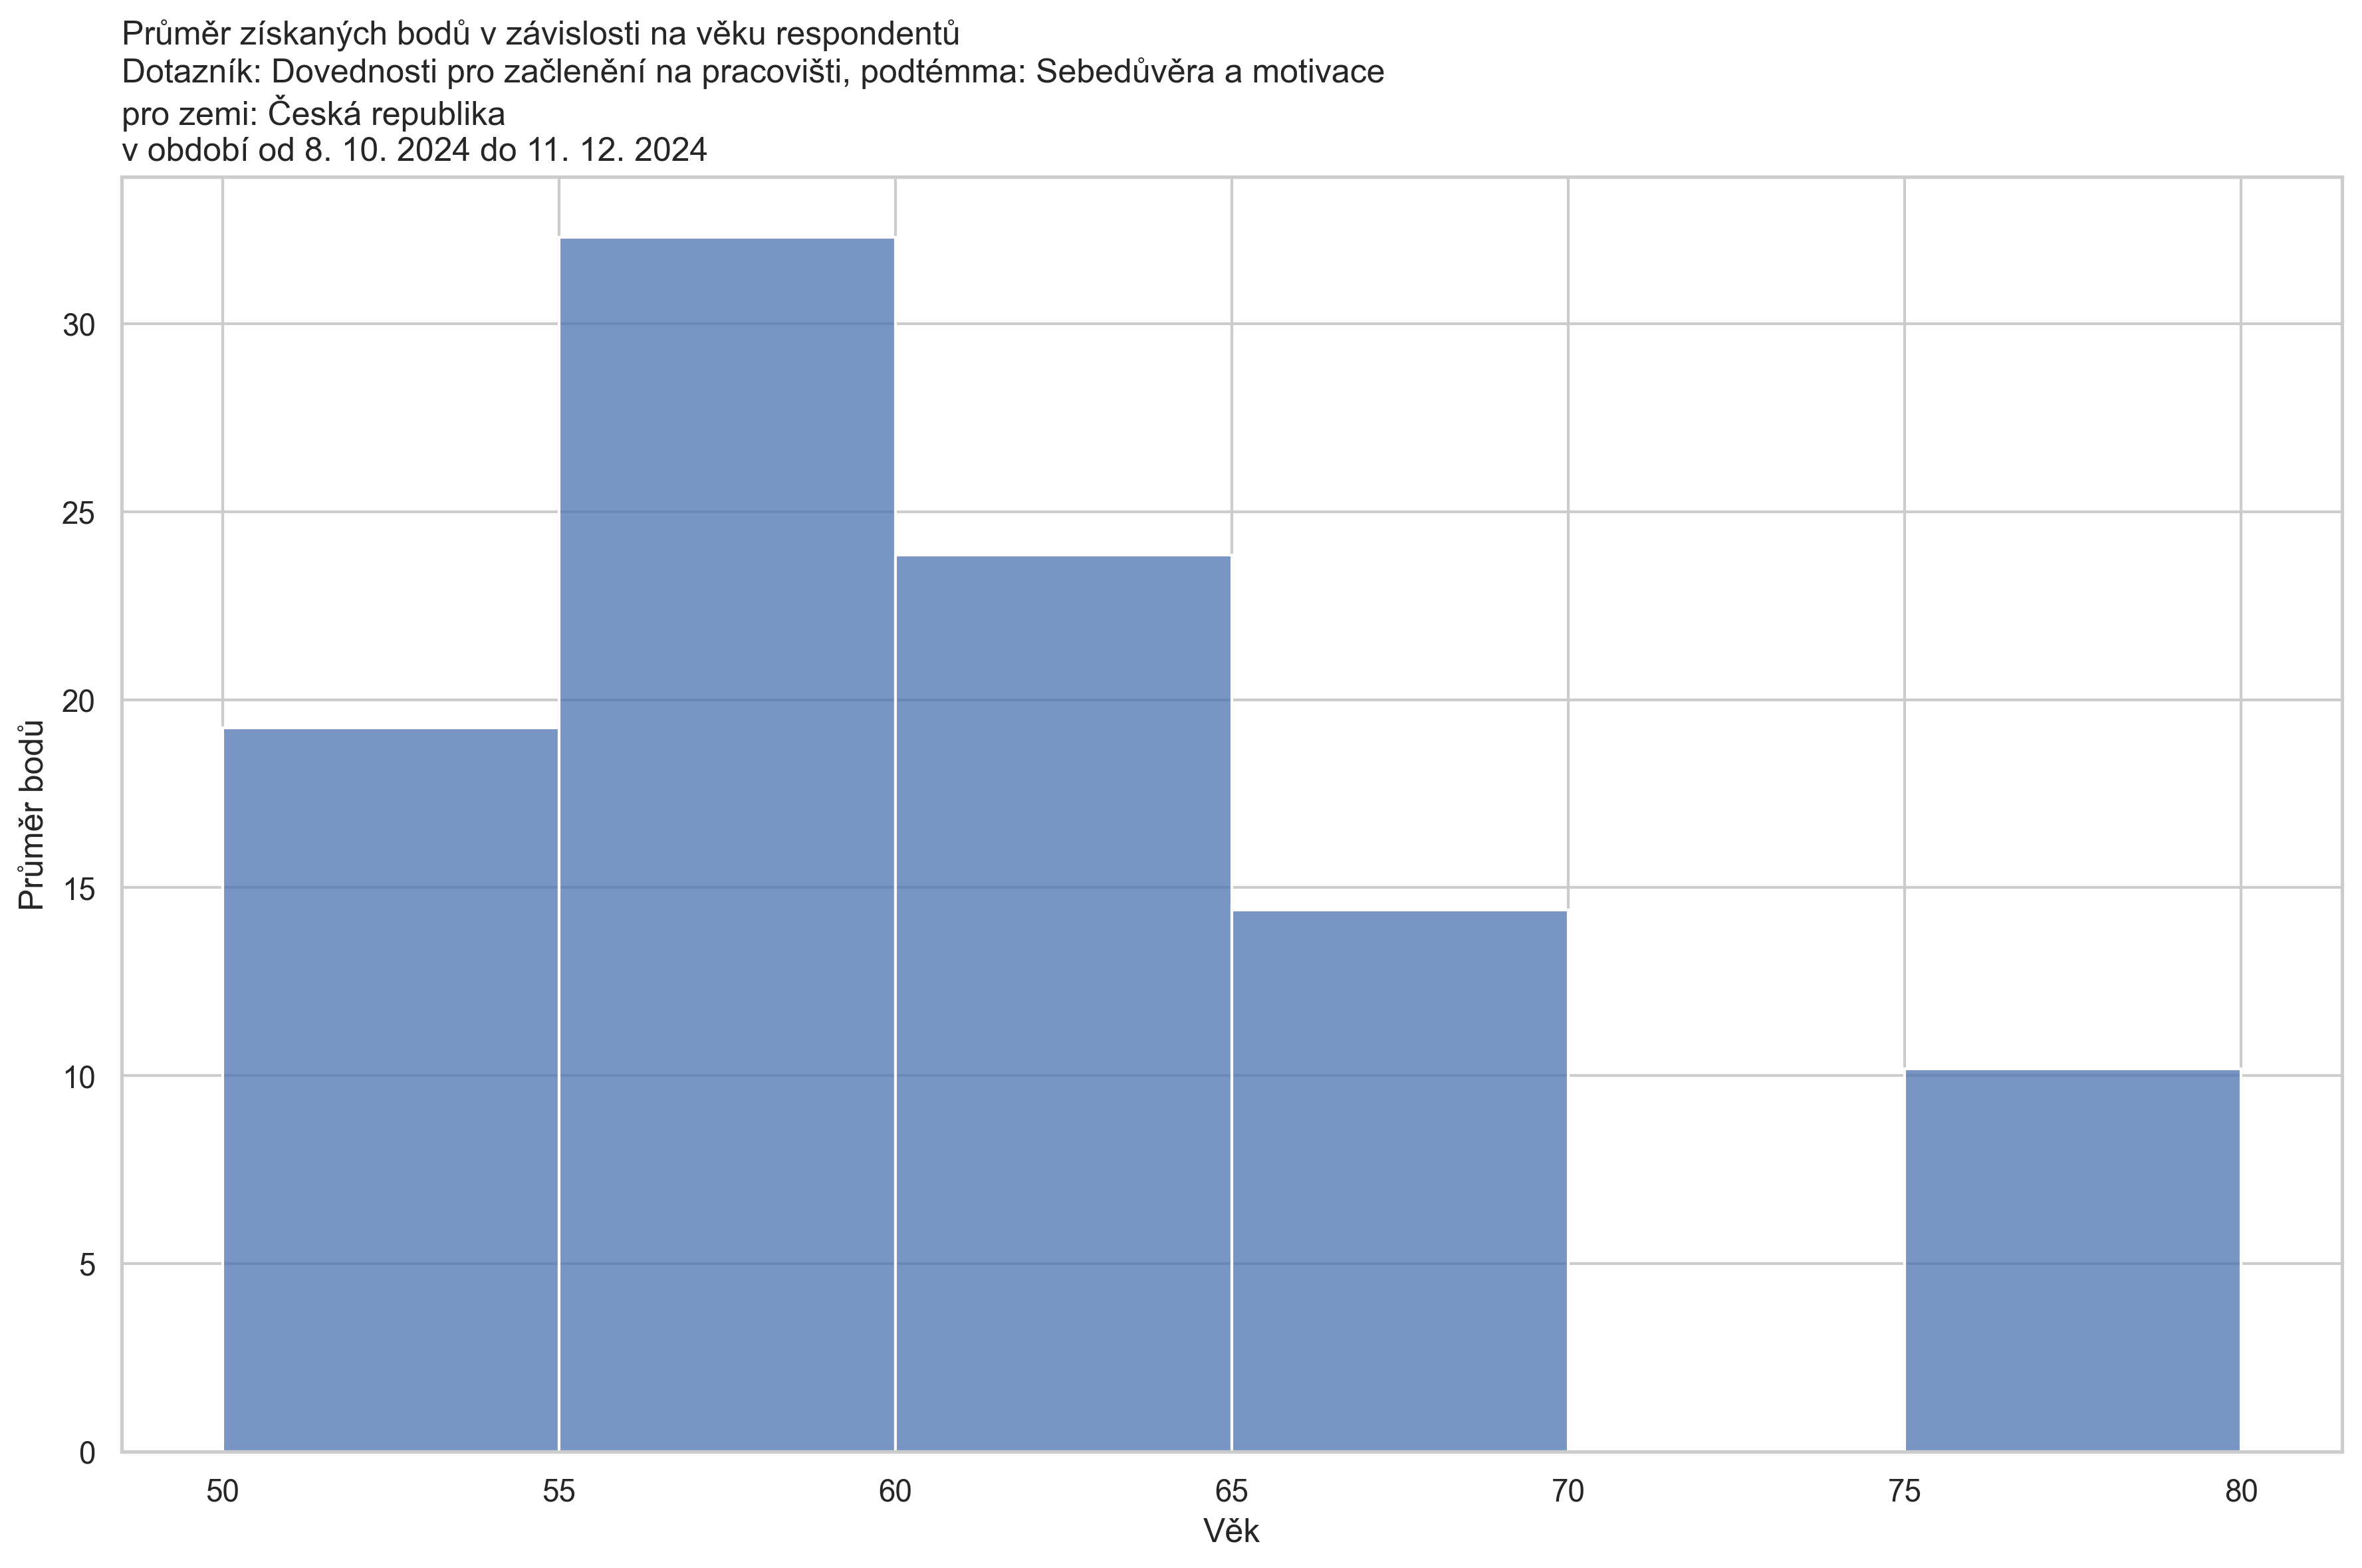 Průměr získaných bodů v závislosti na věku respondentů
Dotazník: Dovednosti pro začlenění na pracovišti, podtémma: Sebedůvěra a motivace
pro zemi: Česká republika
v období od 8. 10. 2024 do 11. 12. 2024
30
25
20
15
10
5
0
Průměr bodů
50 55 60 65 70 75 80
Věk